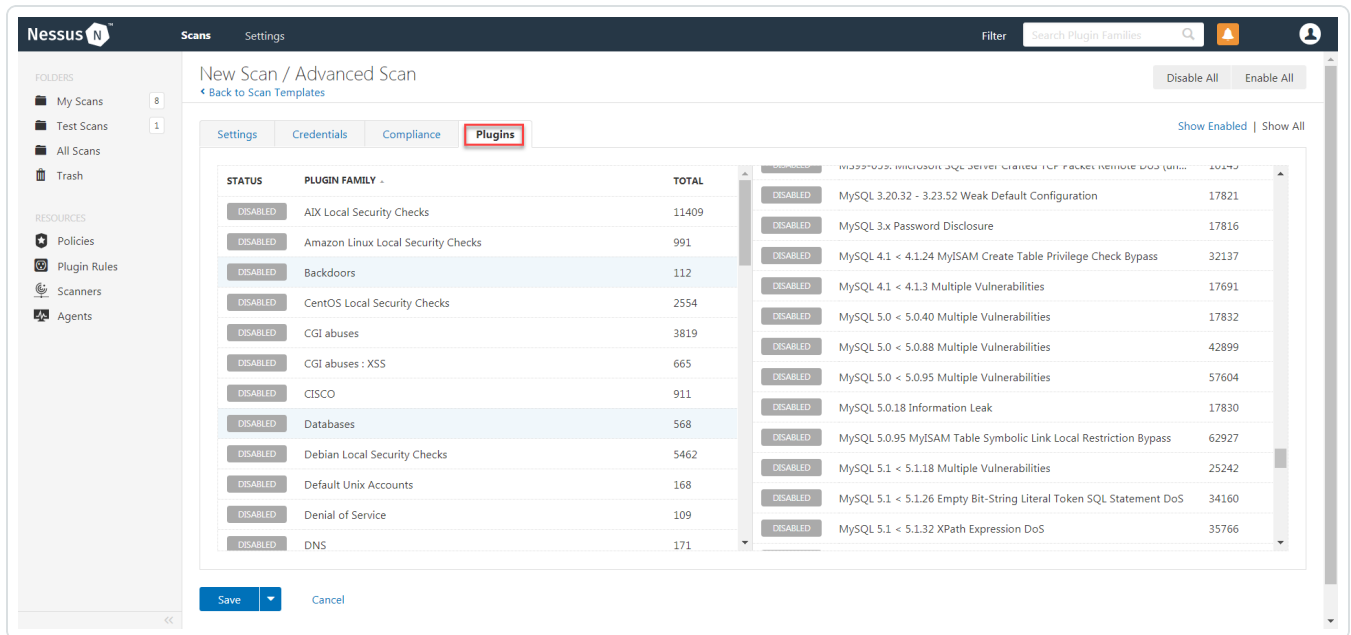 Nessus N ™ Scans Settings Filter Search Plugin Families
FOLDERS
My Scans 8
Test Scans 1
All Scans
Trash
RESOURCES
Policies
Plugin Rules
Scanners
Agents
New Scan / Advanced Scan
Back to Scan Templates
Disable All Enable All
Settings Credentials Compliance Plugins
Show Enabled | Show All
STATUS PLUGIN FAMILY TOTAL
DISABLED AIX Local Security Checks 11409
DISABLED Amazon Linux Local Security Checks 991
DISABLED Backdoors 112
DISABLED CentOS Local Security Checks 2554
DISABLED CGI abuses 3819
DISABLED CGI abuses : XSS 665
DISABLED CISCO 911
DISABLED Databases 568
DISABLED Debian Local Security Checks 5462
DISABLED Default Unix Accounts 168
DISABLED Denial of Service 109
DISABLED DNS 171
DISABLED Microsoft SQL Server Crafted TCP Packet Remote DoS (un...
DISABLED MySQL 3.20.32 - 3.23.52 Weak Default Configuration 17821
DISABLED MySQL 3.x Password Disclosure 17816
DISABLED MySQL 4.1 < 4.1.24 MyISAM Create Table Privilege Check Bypass 32137
DISABLED MySQL 4.1 < 4.1.3 Multiple Vulnerabilities 17691
DISABLED MySQL 5.0 < 5.0.40 Multiple Vulnerabilities 17832
DISABLED MySQL 5.0 < 5.0.88 Multiple Vulnerabilities 42899
DISABLED MySQL 5.0 < 5.0.95 Multiple Vulnerabilities 57604
DISABLED MySQL 5.0.18 Information Leak 17830
DISABLED MySQL 5.0.95 MyISAM Table Symbolic Link Local Restriction Bypass 62927
DISABLED MySQL 5.1 < 5.1.18 Multiple Vulnerabilities 25242
DISABLED MySQL 5.1 < 5.1.26 Empty Bit-String Literal Token SQL Statement DoS 34160
DISABLED MySQL 5.1 < 5.1.32 XPath Expression DoS 35766
Save Cancel